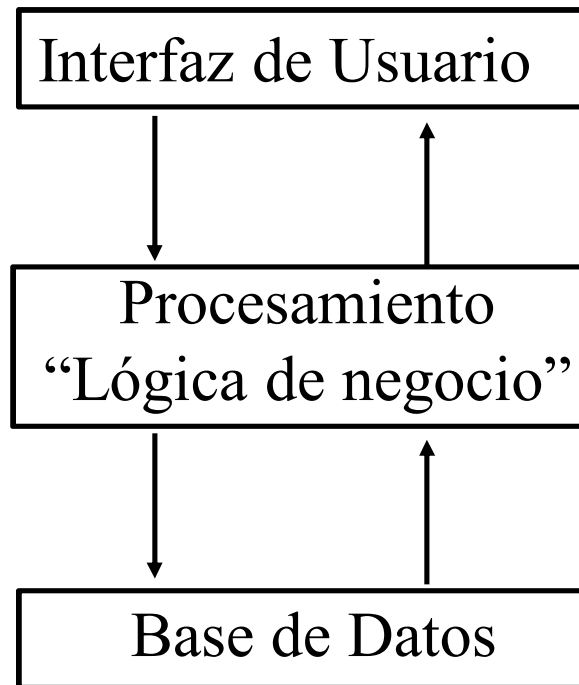 Interfaz de Usuario
Procesamiento
“Lógica de negocio”
Base de Datos